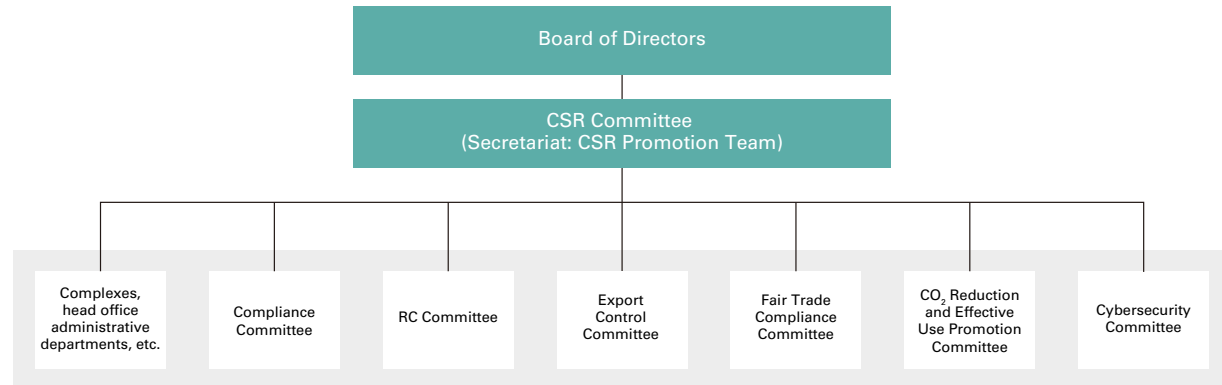 Board of Directors
CSR Committee
(Secretariat: CSR Promotion Team)
Complexes,
head office
administrative
departments, etc.
Compliance
Committee
RC Committee
Export
Control
Committee
Fair Trade
Compliance
Committee
CO₂ Reduction
and Effective
Use Promotion
Committee
Cybersecurity
Committee